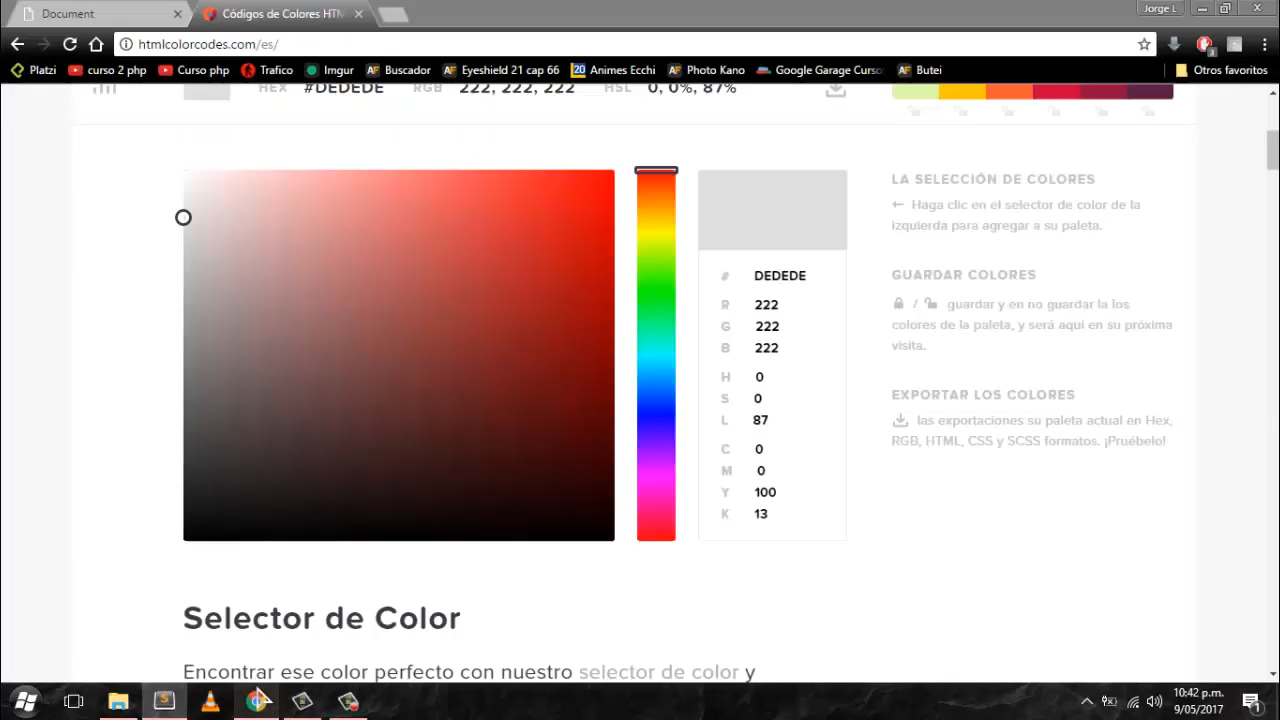 Document
Códigos de Colores HTM
Jorge L
htmlcolorcodes.com/es/
Platzi
curso 2 php
Curso php
Trafico
Imgur
Buscador
Eyeshield 21 cap 66
Animes Ecchi
Photo Kano
Google Garage Curso
Butei
Otros favoritos
HEX #DEDEDE RGB 222, 222, 222 HSL 0, 0%, 87%
# DEDEDE
R 222
G 222
B 222
H 0
S 0
L 87
C 0
M 0
Y 100
K 13
LA SELECCIÓN DE COLORES
← Haga clic en el selector de color de la
izquierda para agregar a su paleta.
GUARDAR COLORES
/ guardar y en no guardar la los
colores de la paleta, y será aquí en su próxima
visita.
EXPORTAR LOS COLORES
las exportaciones su paleta actual en Hex,
RGB, HTML, CSS y SCSS formatos. ¡Pruébelo!
Selector de Color
Encontrar ese color perfecto con nuestro selector de color y
10:42 p.m.
9/05/2017